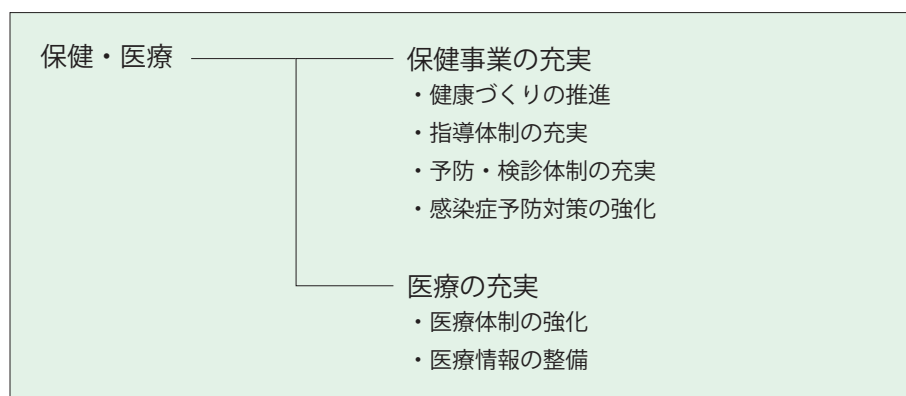 保健・医療
保健事業の充実
・健康づくりの推進
・指導体制の充実
・予防・検診体制の充実
・感染症予防対策の強化
医療の充実
・医療体制の強化
・医療情報の整備